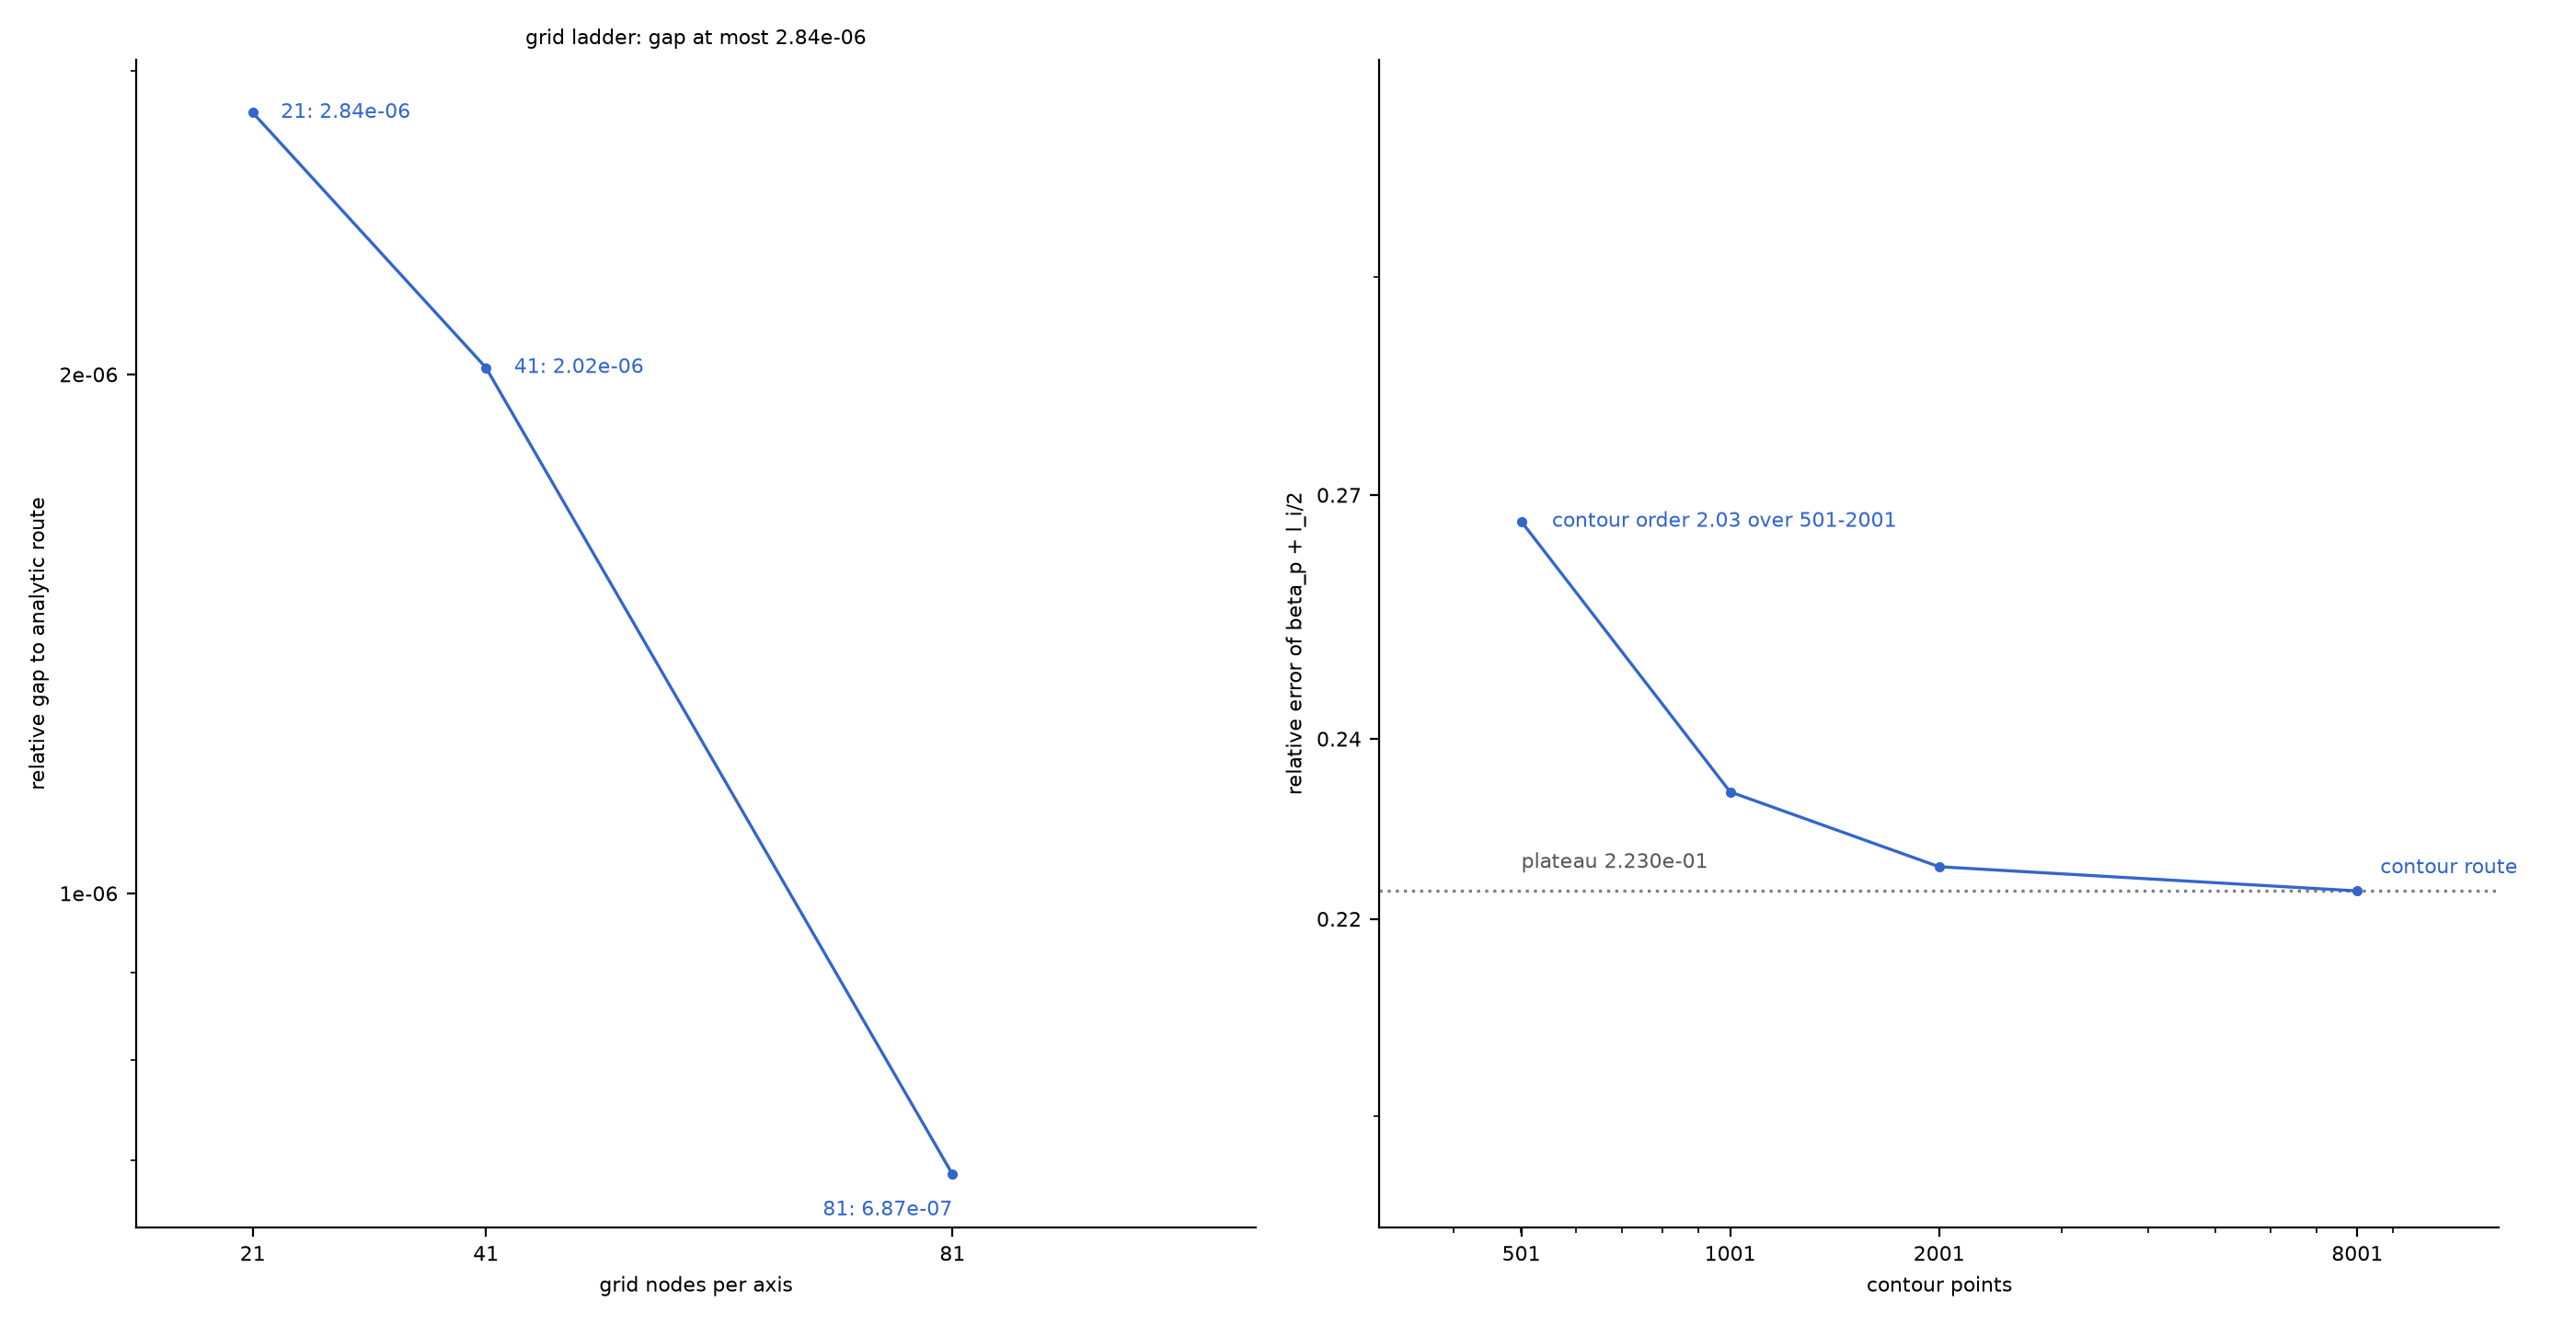 grid ladder: gap at most 2.84e-06
relative gap to analytic route
2e-06
1e-06
21: 2.84e-06
41: 2.02e-06
81: 6.87e-07
21
41
81
grid nodes per axis
relative error of beta_p + l_i/2
0.27
0.24
0.22
contour order 2.03 over 501-2001
plateau 2.230e-01
contour route
501
1001
2001
8001
contour points